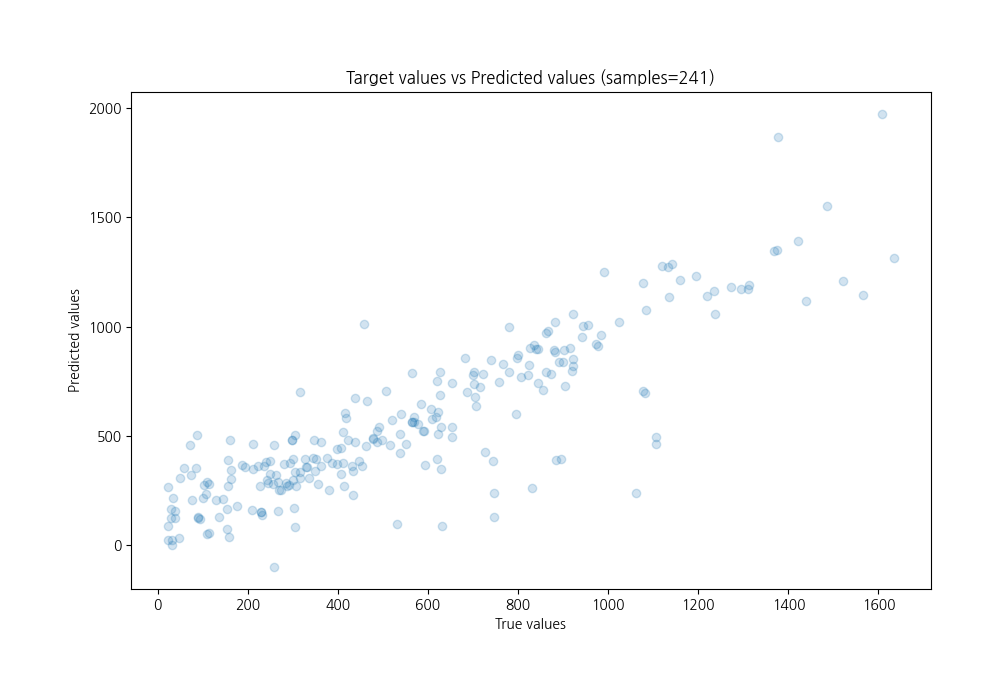 Target values vs Predicted values (samples=241)
2000
1500
1000
500
0
Predicted values
0 200 400 600 800 1000 1200 1400 1600
True values